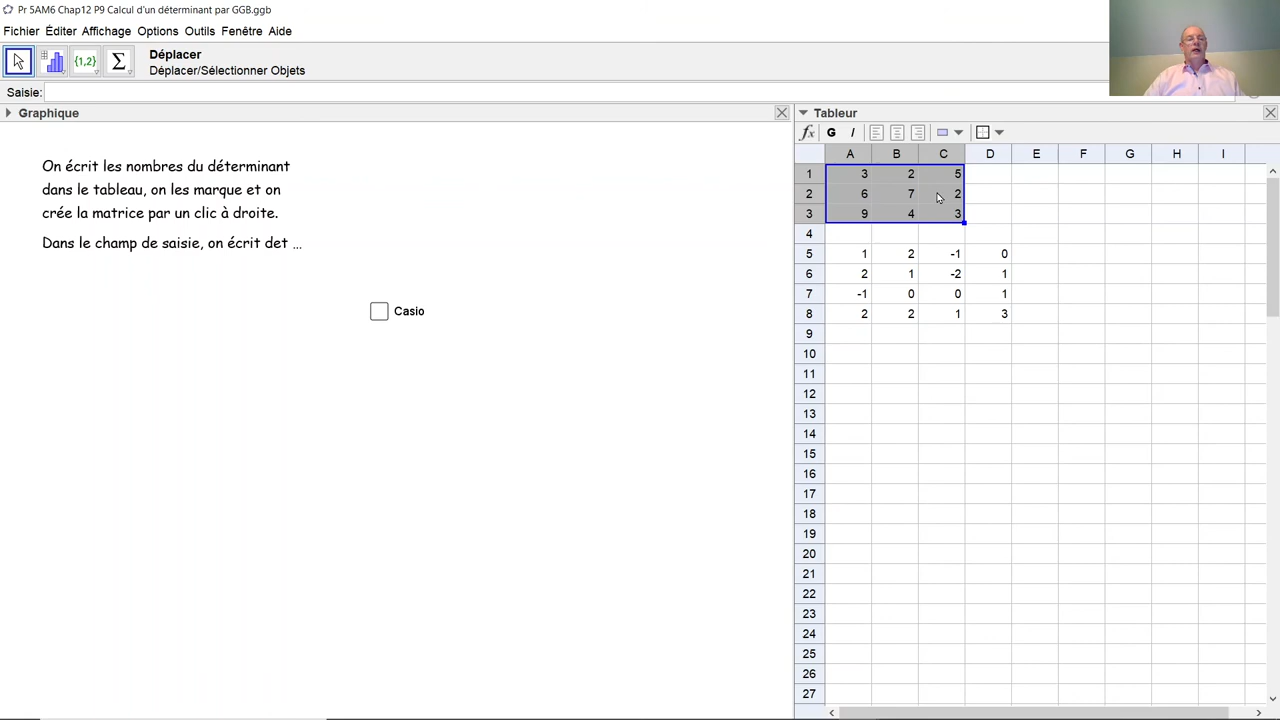 Pr 5AM6 Chap12 P9 Calcul d'un déterminant par GGB.ggb
Fichier Éditer Affichage Options Outils Fenêtre Aide
{1,2} Σ
Déplacer
Déplacer/Sélectionner Objets
Saisie:
Graphique
On écrit les nombres du déterminant
dans le tableau, on les marque et on
crée la matrice par un clic à droite.
Dans le champ de saisie, on écrit det ...
Casio
Tableur
fx G I
A B C D E F G H I
1 3 2 5
2 6 7 2
3 9 4 3
4
5 1 2 -1 0
6 2 1 -2 1
7 -1 0 0 1
8 2 2 1 3
9
10
11
12
13
14
15
16
17
18
19
20
21
22
23
24
25
26
27